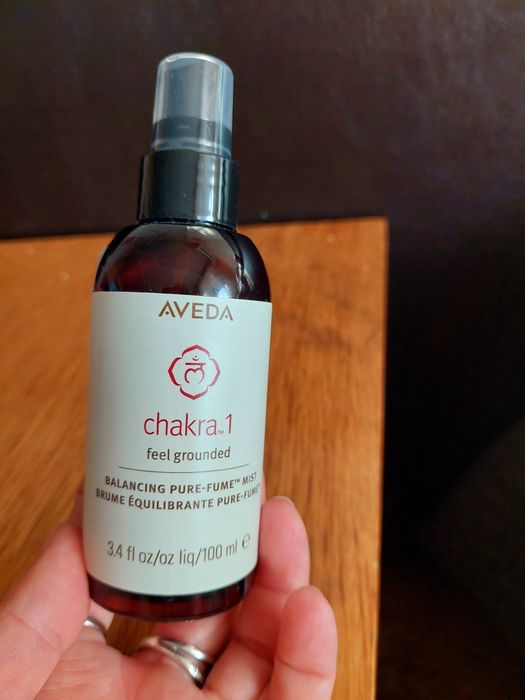 AVEDA
लं
chakra™1
feel grounded
BALANCING PURE-FUME™ MIST
BRUME ÉQUILIBRANTE PURE-FUME™
3.4 fl oz/oz liq/100 ml ℮